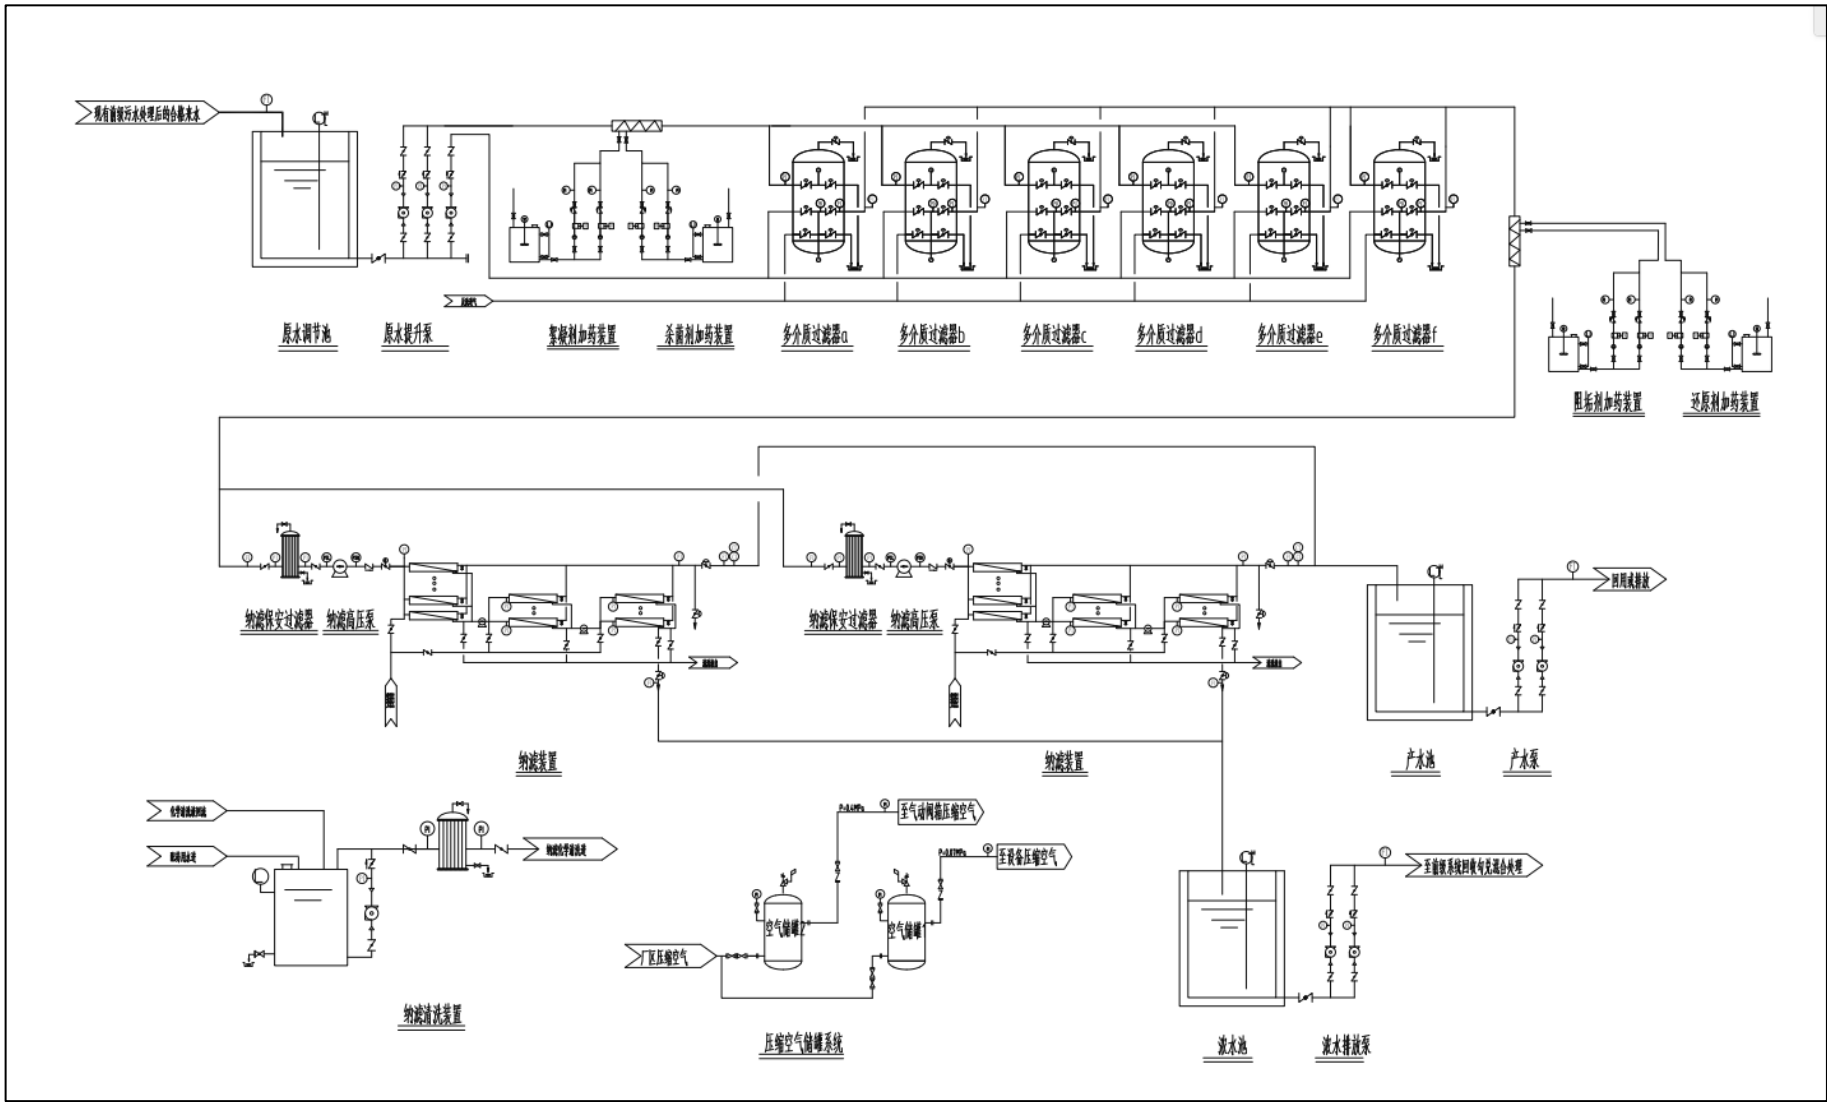 现有前级污水处理后的合格来水
原水调节池
原水提升泵
絮凝剂加药装置
杀菌剂加药装置
多介质过滤器a
多介质过滤器b
多介质过滤器c
多介质过滤器d
多介质过滤器e
多介质过滤器f
阻垢剂加药装置
还原剂加药装置
纳滤保安过滤器
纳滤高压泵
纳滤保安过滤器
纳滤高压泵
回用或排放
纳滤装置
纳滤装置
产水池
产水泵
P=0.4MPa
至气动阀箱压缩空气
至设备压缩空气
PI
PI
纳滤化学清洗进
至前级系统回收勾兑混合处理
空气储罐2
空气储罐1
厂区压缩空气
纳滤清洗装置
压缩空气储罐系统
浓水池
浓水排放泵